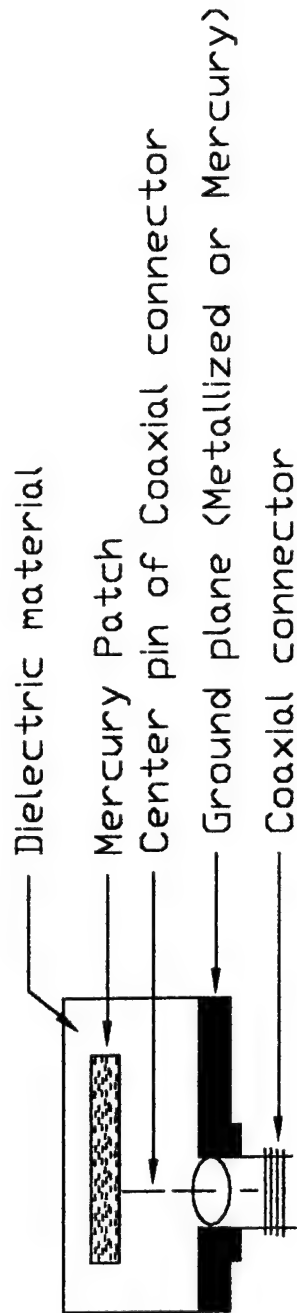 Dielectric material
Mercury Patch
Center pin of Coaxial connector
Ground plane (Metallized or Mercury)
Coaxial connector